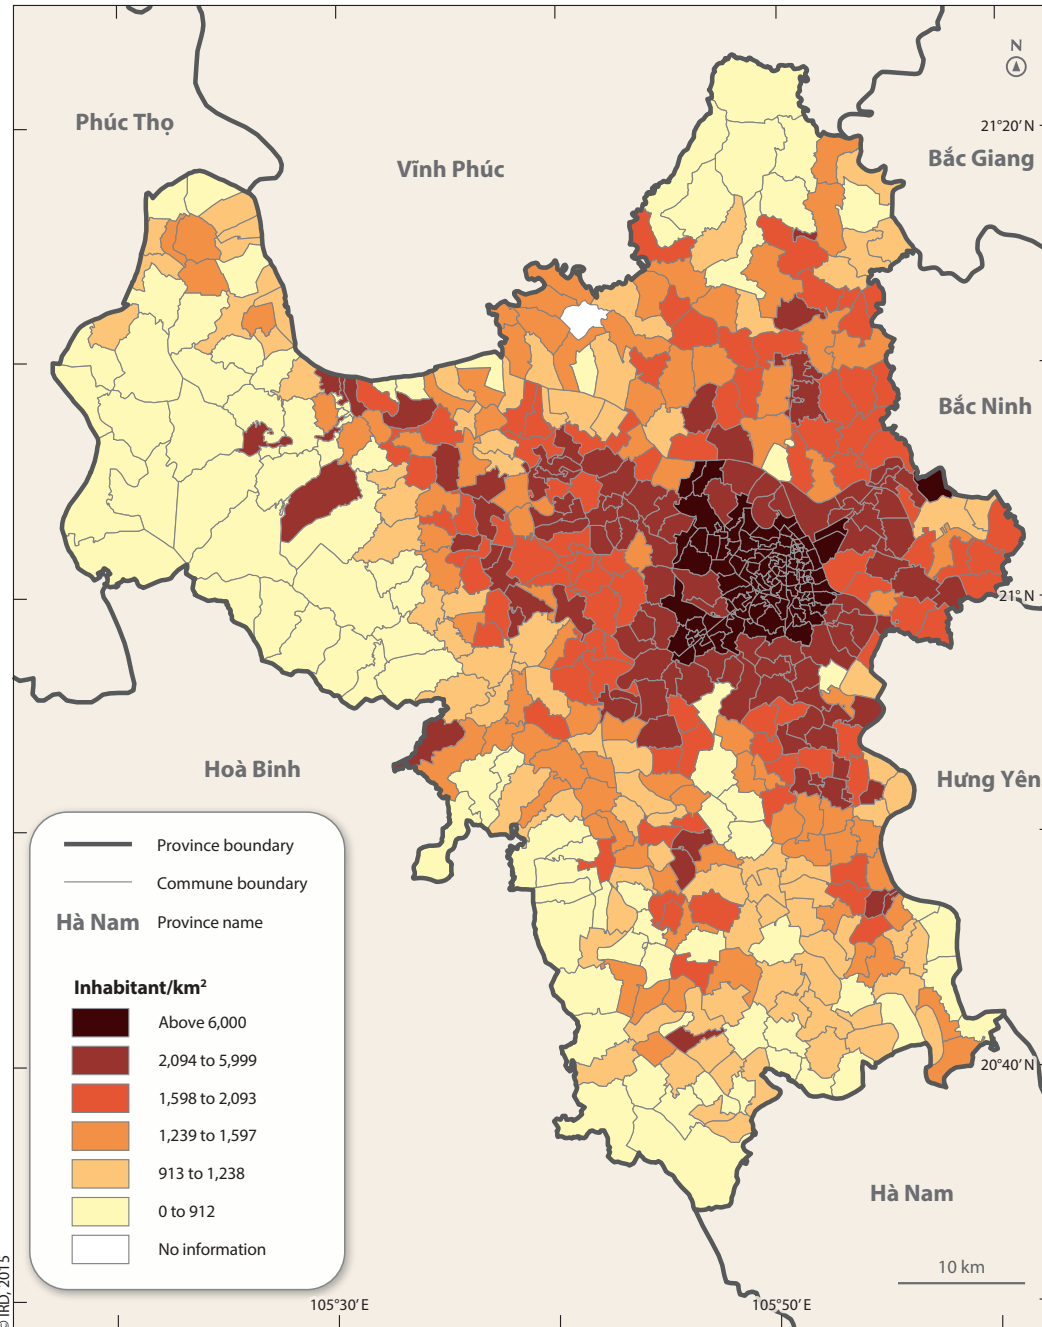 N
21°20' N
Phúc Thọ
Bắc Giang
Vĩnh Phúc
Bắc Ninh
21° N
Hoà Bình
Hưng Yên
Province boundary
Commune boundary
Hà Nam Province name
Inhabitant/km²
Above 6,000
2,094 to 5,999
1,598 to 2,093
1,239 to 1,597
913 to 1,238
0 to 912
No information
20°40' N
Hà Nam
10 km
105°30' E
105°50' E
© IRD, 2015